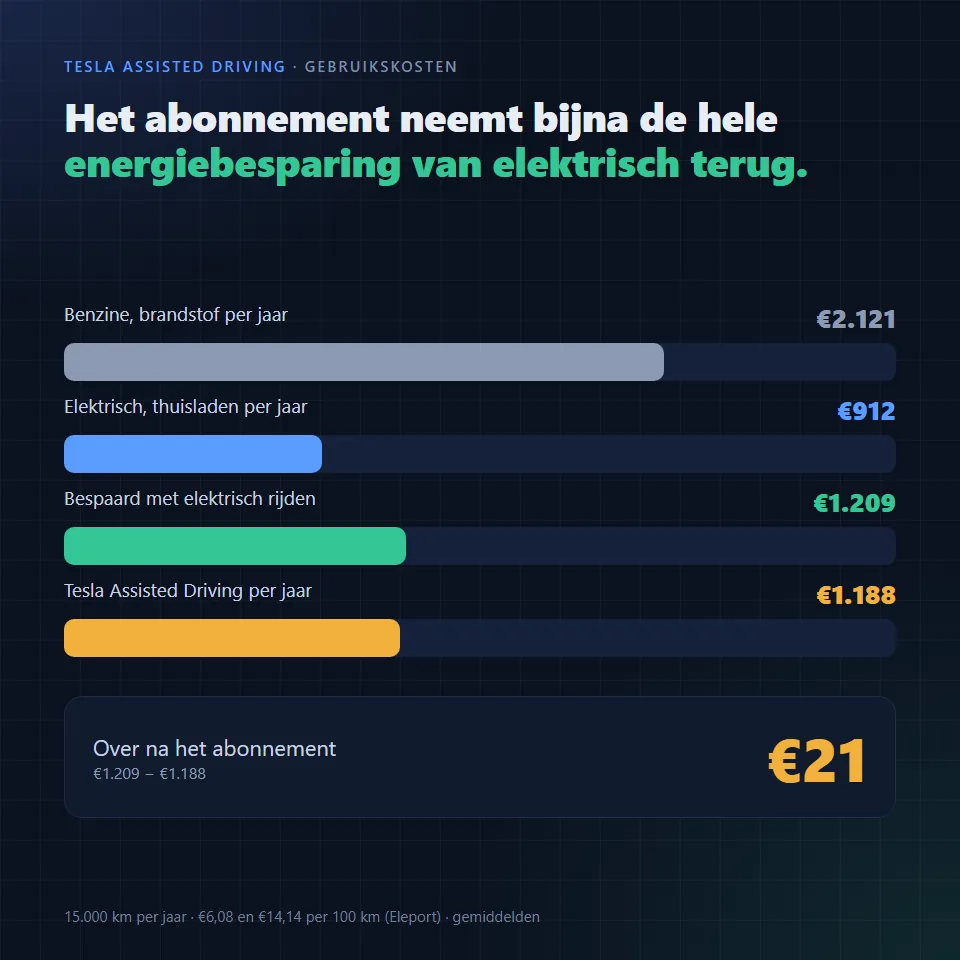 TESLA ASSISTED DRIVING · GEBRUIKSKOSTEN
Het abonnement neemt bijna de hele
energiebesparing van elektrisch terug.
Benzine, brandstof per jaar €2.121
Elektrisch, thuisladen per jaar €912
Bespaard met elektrisch rijden €1.209
Tesla Assisted Driving per jaar €1.188
Over na het abonnement
€1.209 – €1.188
€21
15.000 km per jaar · €6,08 en €14,14 per 100 km (Eleport) · gemiddelden